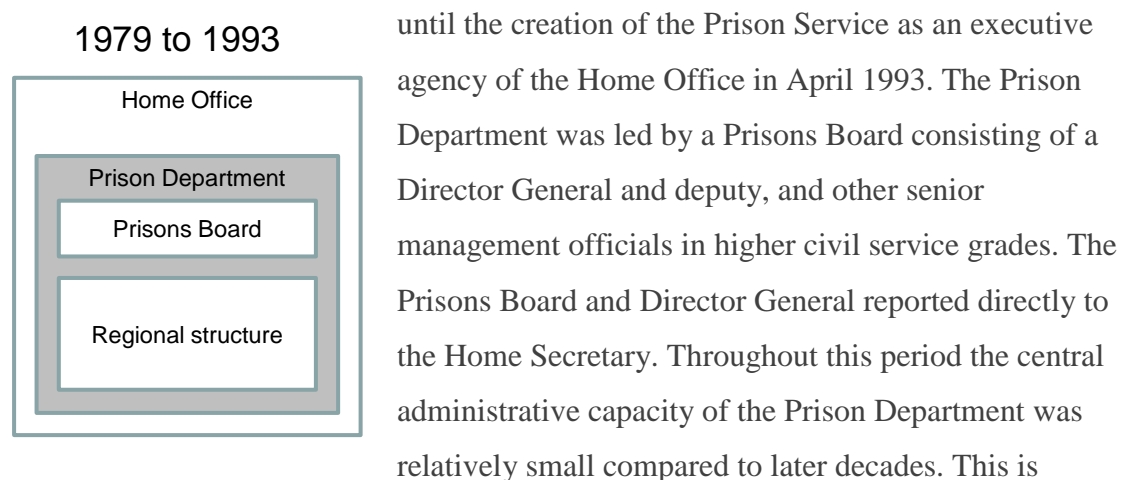 1979 to 1993
Home Office
Prison Department
Prisons Board
Regional structure
until the creation of the Prison Service as an executive
agency of the Home Office in April 1993. The Prison
Department was led by a Prisons Board consisting of a
Director General and deputy, and other senior
management officials in higher civil service grades. The
Prisons Board and Director General reported directly to
the Home Secretary. Throughout this period the central
administrative capacity of the Prison Department was
relatively small compared to later decades. This is